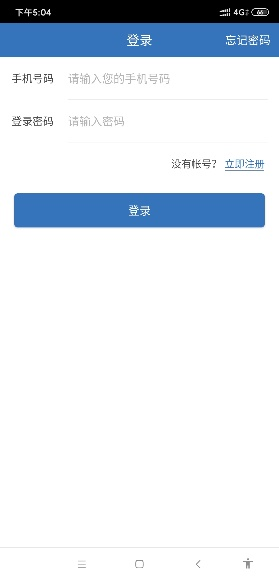 下午5:04 4G 66
登录 忘记密码
手机号码 请输入您的手机号码
登录密码 请输入密码
没有帐号？ 立即注册
登录